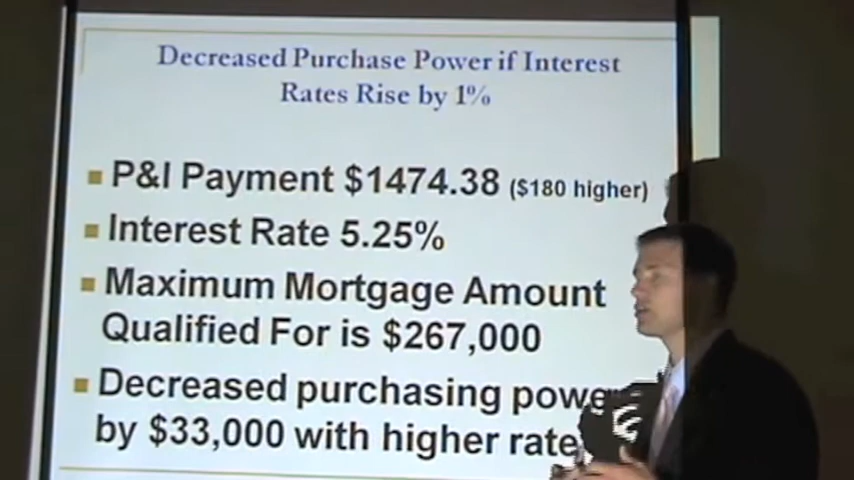 Decreased Purchase Power if Interest
Rates Rise by 1%
P&I Payment $1474.38 ($180 higher)
Interest Rate 5.25%
Maximum Mortgage Amount
Qualified For is $267,000
Decreased purchasing power
by $33,000 with higher rate